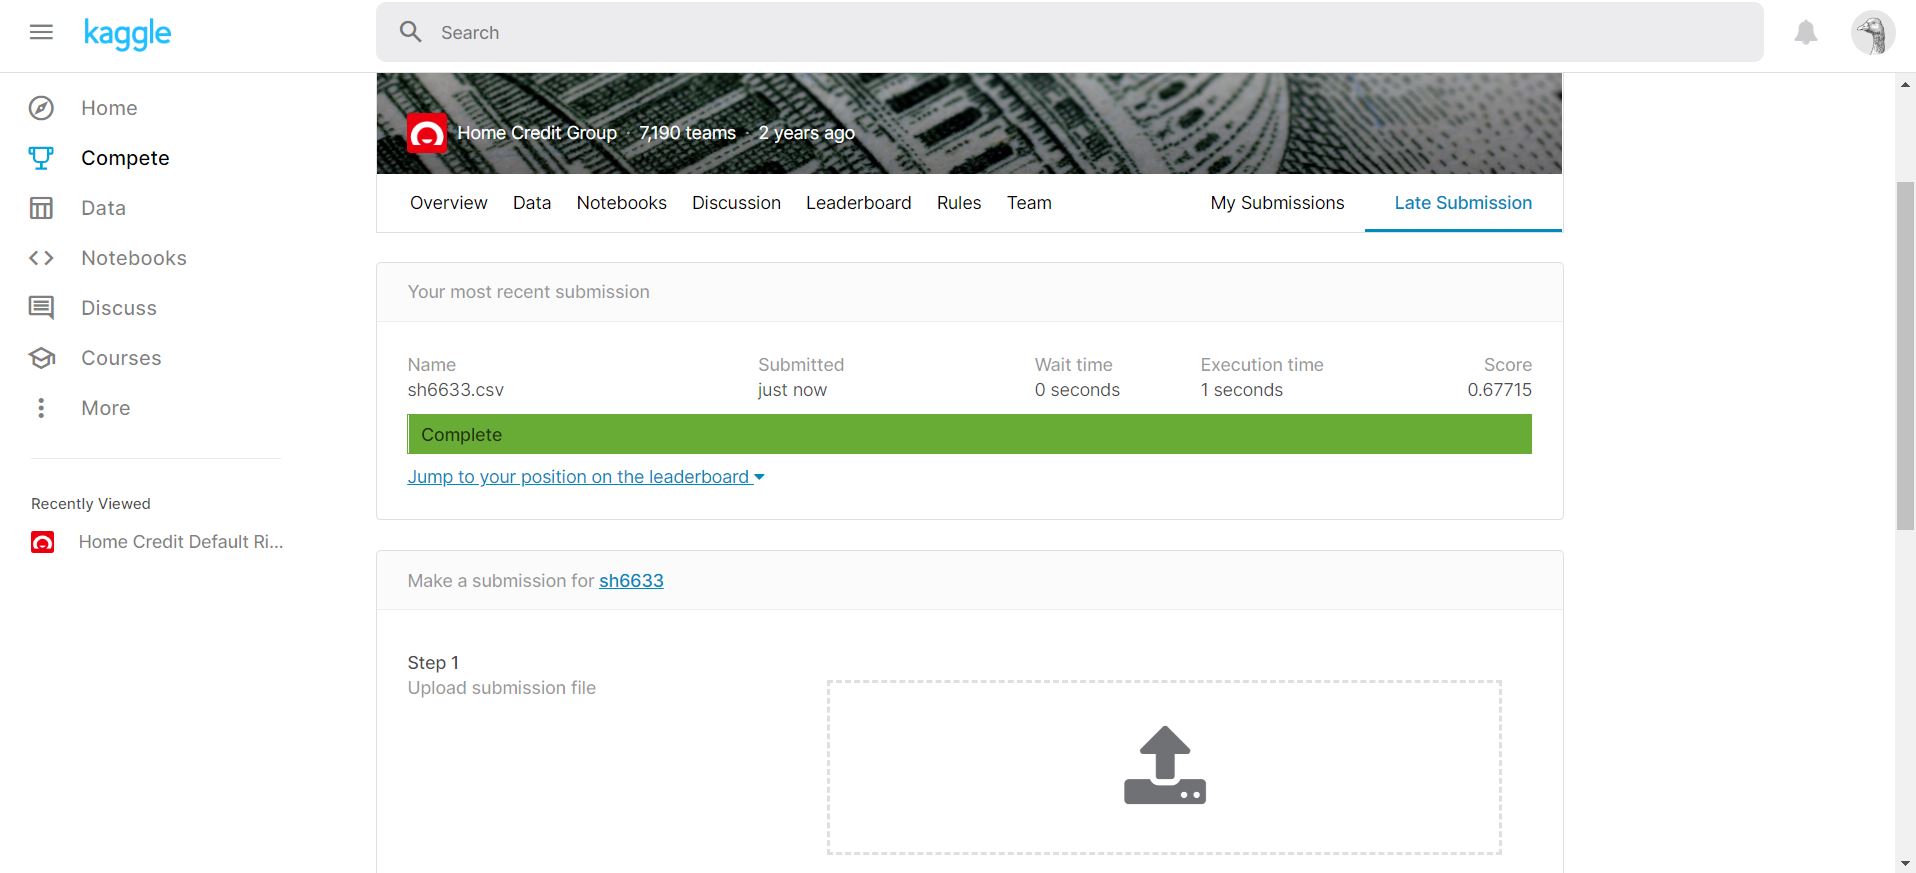 kaggle
Search
Home
Compete
Data
Notebooks
Discuss
Courses
More
Recently Viewed
Home Credit Default Ri...
Home Credit Group · 7,190 teams · 2 years ago
Overview Data Notebooks Discussion Leaderboard Rules Team My Submissions Late Submission
Your most recent submission
Name Submitted Wait time Execution time Score
sh6633.csv just now 0 seconds 1 seconds 0.67715
Complete
Jump to your position on the leaderboard
Make a submission for sh6633
Step 1
Upload submission file